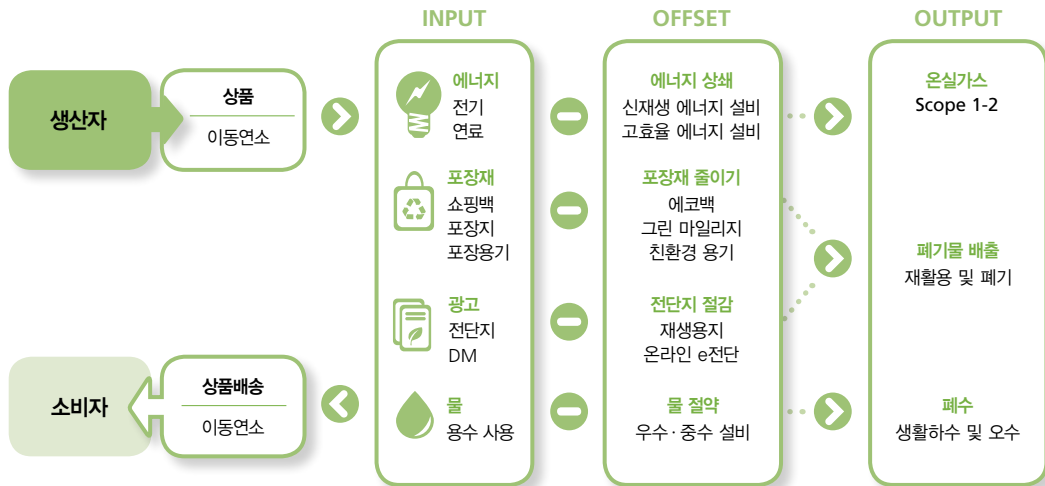 INPUT
OFFSET
OUTPUT
생산자
상품
이동연소
에너지
전기
연료
에너지 상쇄
신재생 에너지 설비
고효율 에너지 설비
온실가스
Scope 1-2
포장재
쇼핑백
포장지
포장용기
포장재 줄이기
에코백
그린 마일리지
친환경 용기
폐기물 배출
재활용 및 폐기
광고
전단지
DM
전단지 절감
재생용지
온라인 e전단
소비자
상품배송
이동연소
물
용수 사용
물 절약
우수·중수 설비
폐수
생활하수 및 오수